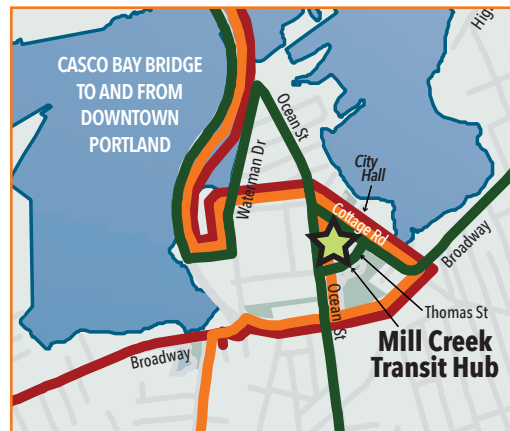 CASCO BAY BRIDGE
TO AND FROM
DOWNTOWN
PORTLAND
Hig
Ocean St
Waterman Dr
City
Hall
Cottage Rd
Broadway
Thomas St
Ocean St
Mill Creek
Transit Hub
Broadway